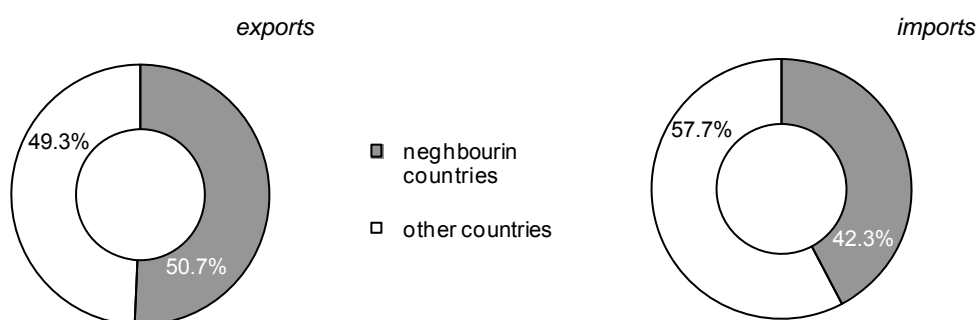 exports
imports
49.3%
50.7%
neghbourin
countries
other countries
57.7%
42.3%